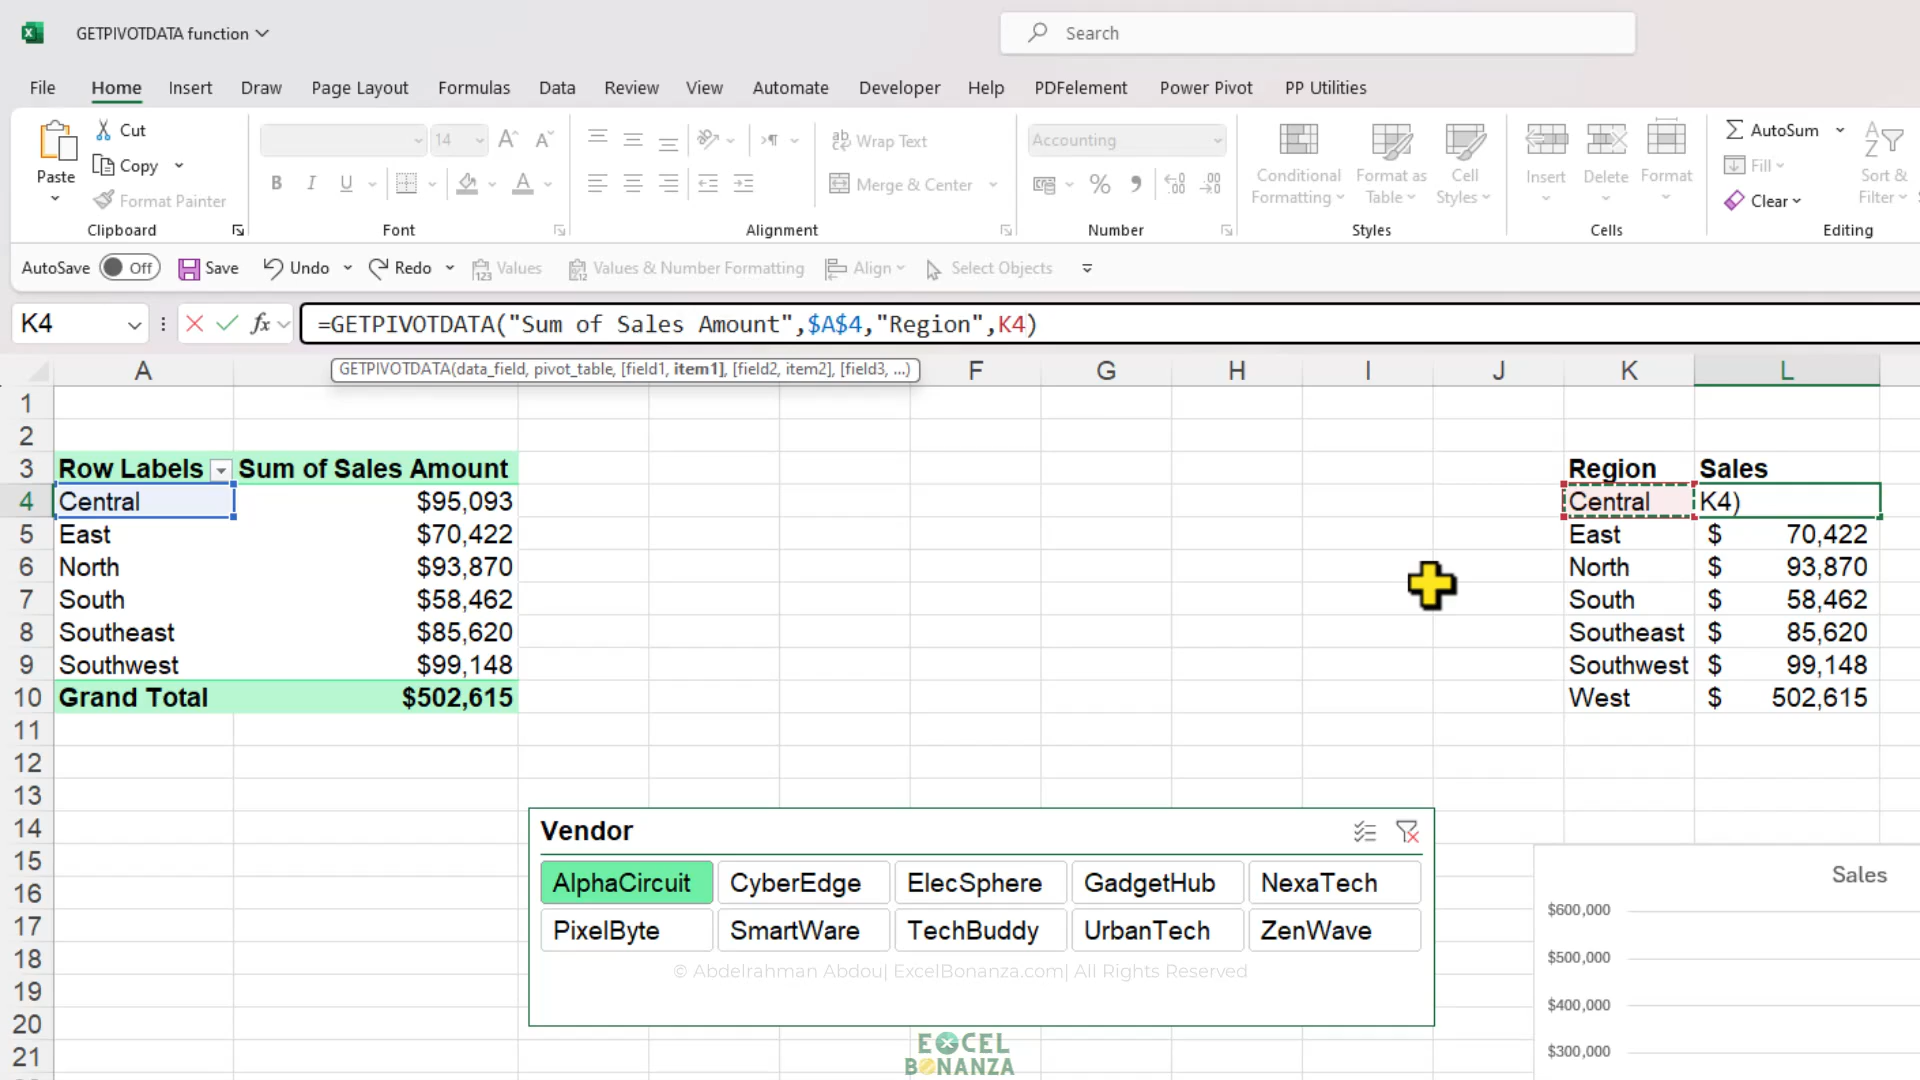 GETPIVOTDATA function
Search
File Home Insert Draw Page Layout Formulas Data Review View Automate Developer Help PDFelement Power Pivot PP Utilities
Paste
Cut
Copy
Format Painter
Clipboard
14
B I U
Font
Wrap Text
Merge & Center
Alignment
Accounting
Number
Conditional Formatting
Format as Table
Cell Styles
Styles
Insert Delete Format
Cells
AutoSum
Fill
Clear
Sort & Filter
Editing
AutoSave Off Save Undo Redo Values Values & Number Formatting Align Select Objects
K4 fx =GETPIVOTDATA("Sum of Sales Amount",$A$4,"Region",K4)
GETPIVOTDATA(data_field, pivot_table, [field1, item1], [field2, item2], [field3, ...)
A F G H I J K L
1
2
3 Row Labels Sum of Sales Amount Region Sales
4 Central $95,093 Central K4)
5 East $70,422 East $ 70,422
6 North $93,870 North $ 93,870
7 South $58,462 South $ 58,462
8 Southeast $85,620 Southeast $ 85,620
9 Southwest $99,148 Southwest $ 99,148
10 Grand Total $502,615 West $ 502,615
11
12
13
14 Vendor
15
16 AlphaCircuit CyberEdge ElecSphere GadgetHub NexaTech
17 PixelByte SmartWare TechBuddy UrbanTech ZenWave
18
19
20
21
© Abdelrahman Abdou| ExcelBonanza.com| All Rights Reserved
EXCEL
BONANZA
Sales
$600,000
$500,000
$400,000
$300,000